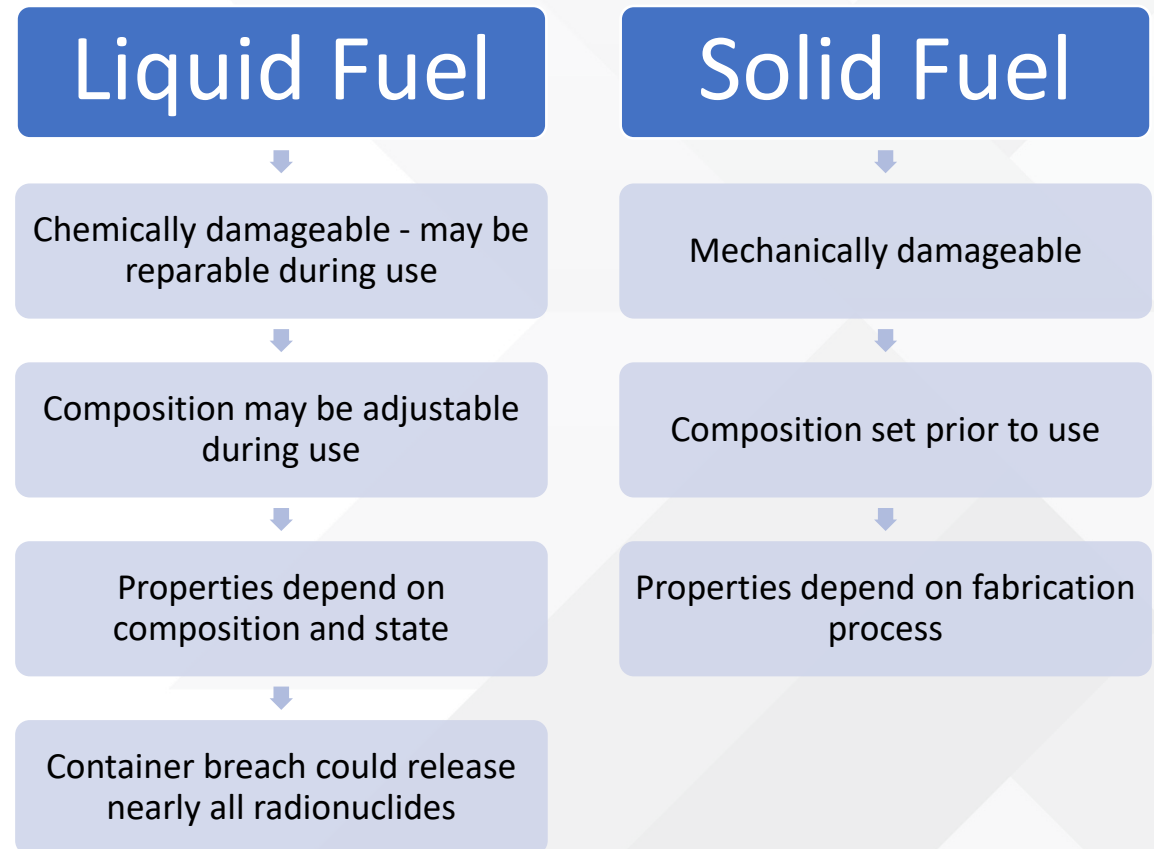 Liquid Fuel
Chemically damageable - may be
reparable during use
Composition may be adjustable
during use
Properties depend on
composition and state
Container breach could release
nearly all radionuclides
Solid Fuel
Mechanically damageable
Composition set prior to use
Properties depend on fabrication
process